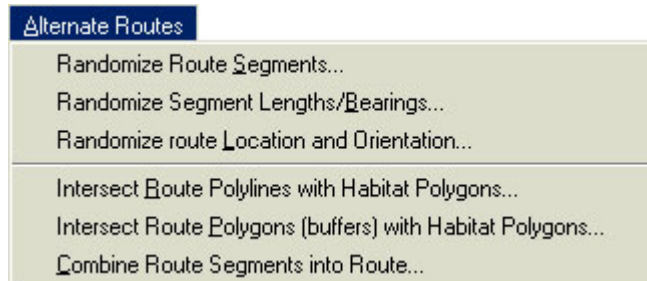 Alternate Routes
Randomize Route Segments...
Randomize Segment Lengths/Bearings...
Randomize route Location and Orientation...
Intersect Route Polylines with Habitat Polygons...
Intersect Route Polygons (buffers) with Habitat Polygons...
Combine Route Segments into Route...